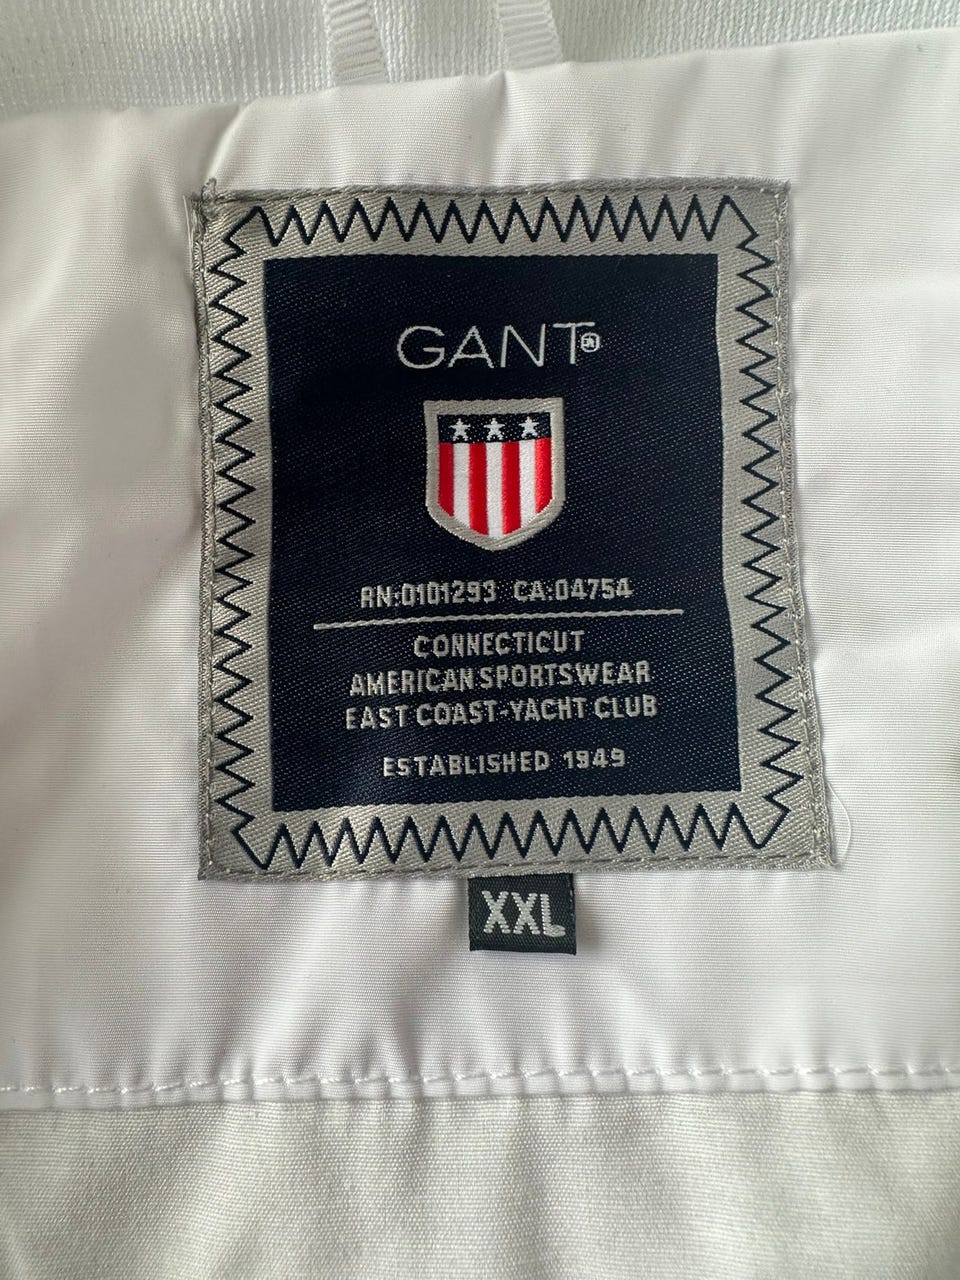 GANT®
RN:0101293 CA:04754
CONNECTICUT
AMERICAN SPORTSWEAR
EAST COAST-YACHT CLUB
ESTABLISHED 1949
XXL